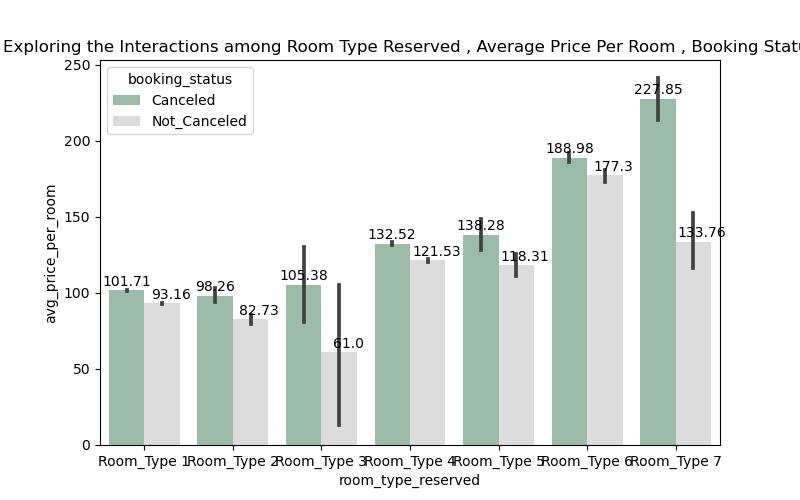 Exploring the Interactions among Room Type Reserved , Average Price Per Room , Booking Statu
booking_status
Canceled
Not_Canceled
250
200
150
100
50
0
avg_price_per_room
101.71
93.16
98.26
82.73
105.38
61.0
132.52
121.53
138.28
118.31
188.98
177.3
227.85
133.76
Room_Type 1
Room_Type 2
Room_Type 3
Room_Type 4
Room_Type 5
Room_Type 6
Room_Type 7
room_type_reserved